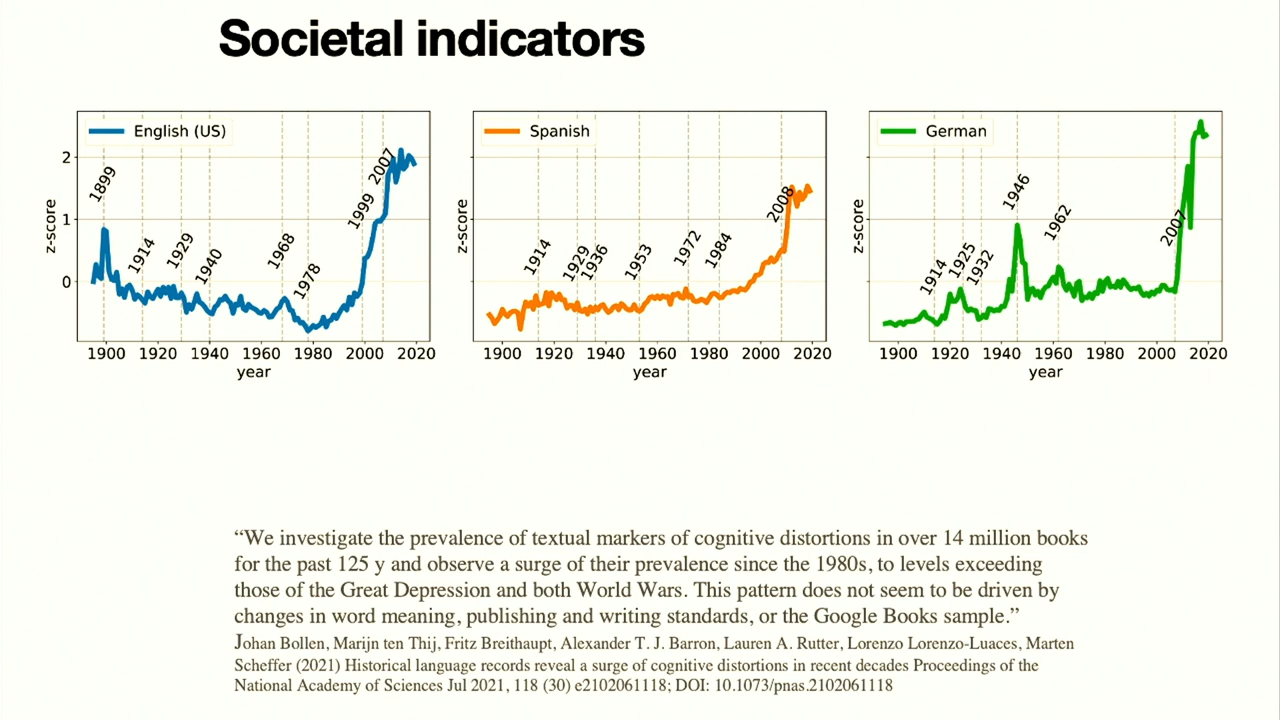 Societal indicators
English (US)
Spanish
German
z-score
2
1
0
1899
1914
1929
1940
1968
1978
1999
2007
1900 1920 1940 1960 1980 2000 2020
year
z-score
1914
1929
1936
1953
1972
1984
2008
1900 1920 1940 1960 1980 2000 2020
year
z-score
1914
1925
1932
1946
1962
2007
1900 1920 1940 1960 1980 2000 2020
year
“We investigate the prevalence of textual markers of cognitive distortions in over 14 million books
for the past 125 y and observe a surge of their prevalence since the 1980s, to levels exceeding
those of the Great Depression and both World Wars. This pattern does not seem to be driven by
changes in word meaning, publishing and writing standards, or the Google Books sample.”
Johan Bollen, Marijn ten Thij, Fritz Breithaupt, Alexander T. J. Barron, Lauren A. Rutter, Lorenzo Lorenzo-Luaces, Marten
Scheffer (2021) Historical language records reveal a surge of cognitive distortions in recent decades Proceedings of the
National Academy of Sciences Jul 2021, 118 (30) e2102061118; DOI: 10.1073/pnas.2102061118